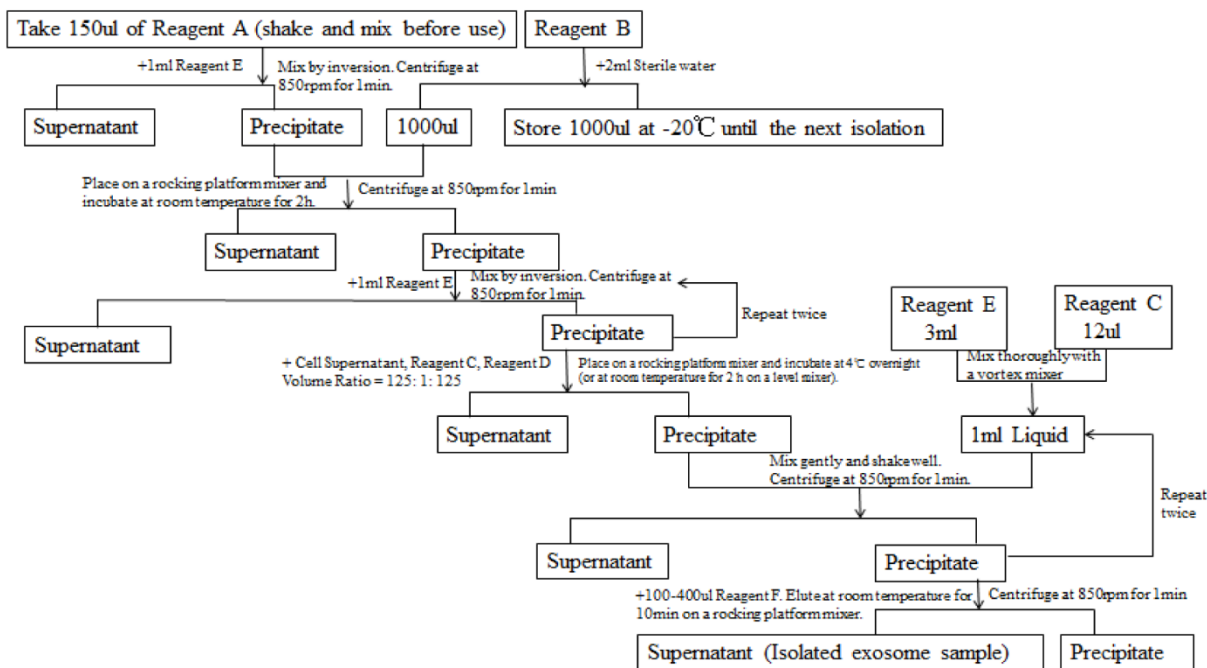 Take 150ul of Reagent A (shake and mix before use)
Reagent B
+1ml Reagent E
Mix by inversion. Centrifuge at
850rpm for 1min.
+2ml Sterile water
Supernatant
Precipitate
1000ul
Store 1000ul at -20℃ until the next isolation
Place on a rocking platform mixer and
incubate at room temperature for 2h.
Centrifuge at 850rpm for 1min
Supernatant
Precipitate
+1ml Reagent E
Mix by inversion. Centrifuge at
850rpm for 1min.
Repeat twice
Supernatant
Precipitate
Reagent E
3ml
Reagent C
12ul
Mix thoroughly with
a vortex mixer
+ Cell Supernatant, Reagent C, Reagent D
Volume Ratio = 125: 1: 125
Place on a rocking platform mixer and incubate at 4℃ overnight
(or at room temperature for 2 h on a level mixer).
Supernatant
Precipitate
1ml Liquid
Mix gently and shake well.
Centrifuge at 850rpm for 1min.
Repeat
twice
Supernatant
Precipitate
+100-400ul Reagent F. Elute at room temperature for
10min on a rocking platform mixer.
Centrifuge at 850rpm for 1min
Supernatant (Isolated exosome sample)
Precipitate